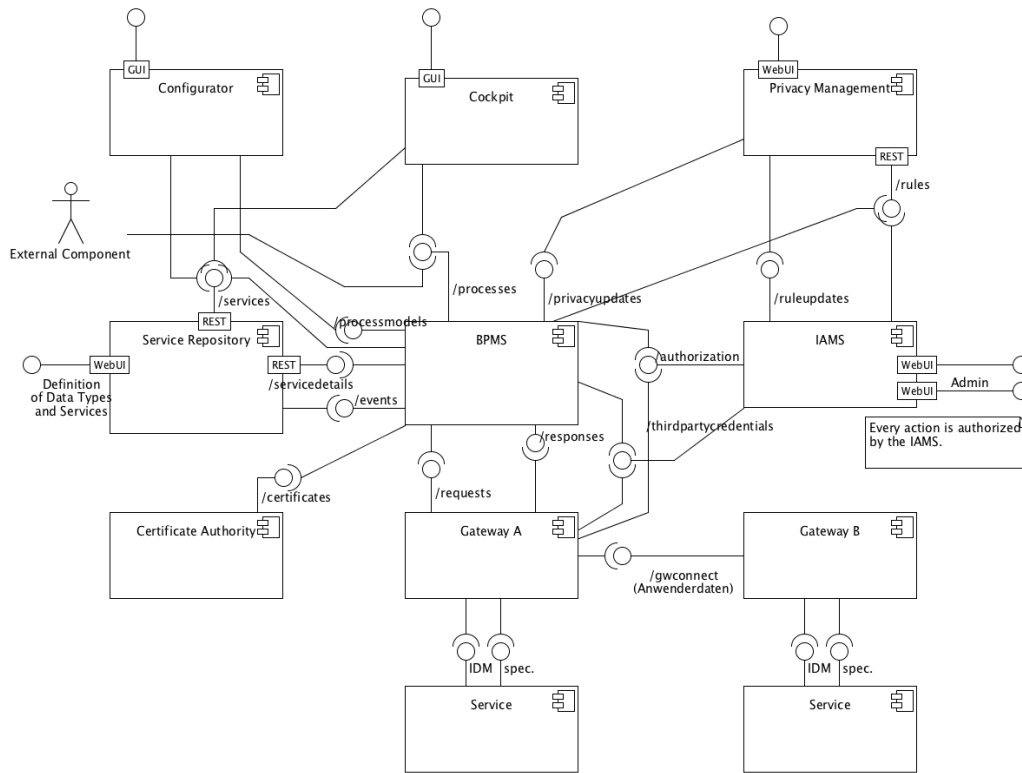 GUI
Configurator
GUI
Cockpit
WebUI
Privacy Management
REST
/rules
External Component
/services
/processes
/privacyupdates
/ruleupdates
REST
Service Repository
/processmodels
BPMS
/authorization
IAMS
WebUI
REST
/servicedetails
WebUI
Definition
of Data Types
and Services
/events
WebUI
Admin
/thirdpartycredentials
Every action is authorized
by the IAMS.
/responses
/certificates
/requests
Certificate Authority
Gateway A
Gateway B
/gwconnect
(Anwenderdaten)
IDM
spec.
IDM
spec.
Service
Service